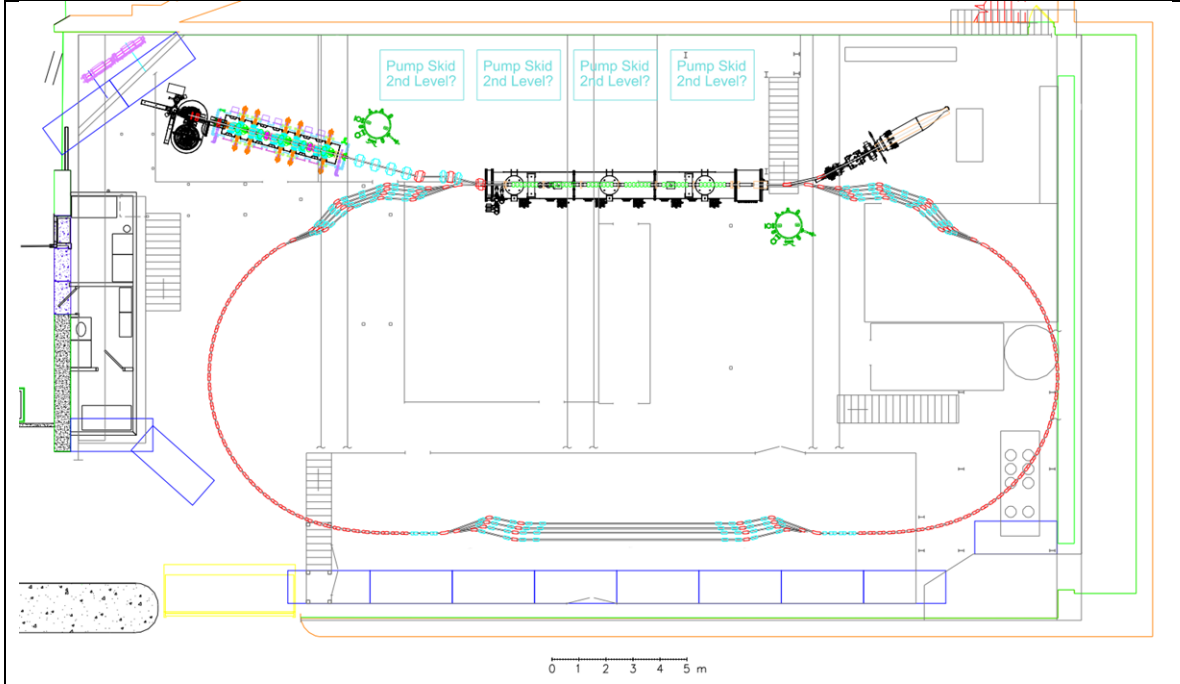 Pump Skid Pump Skid Pump Skid Pump Skid
2nd Level? 2nd Level? 2nd Level? 2nd Level?
0 1 2 3 4 5 m